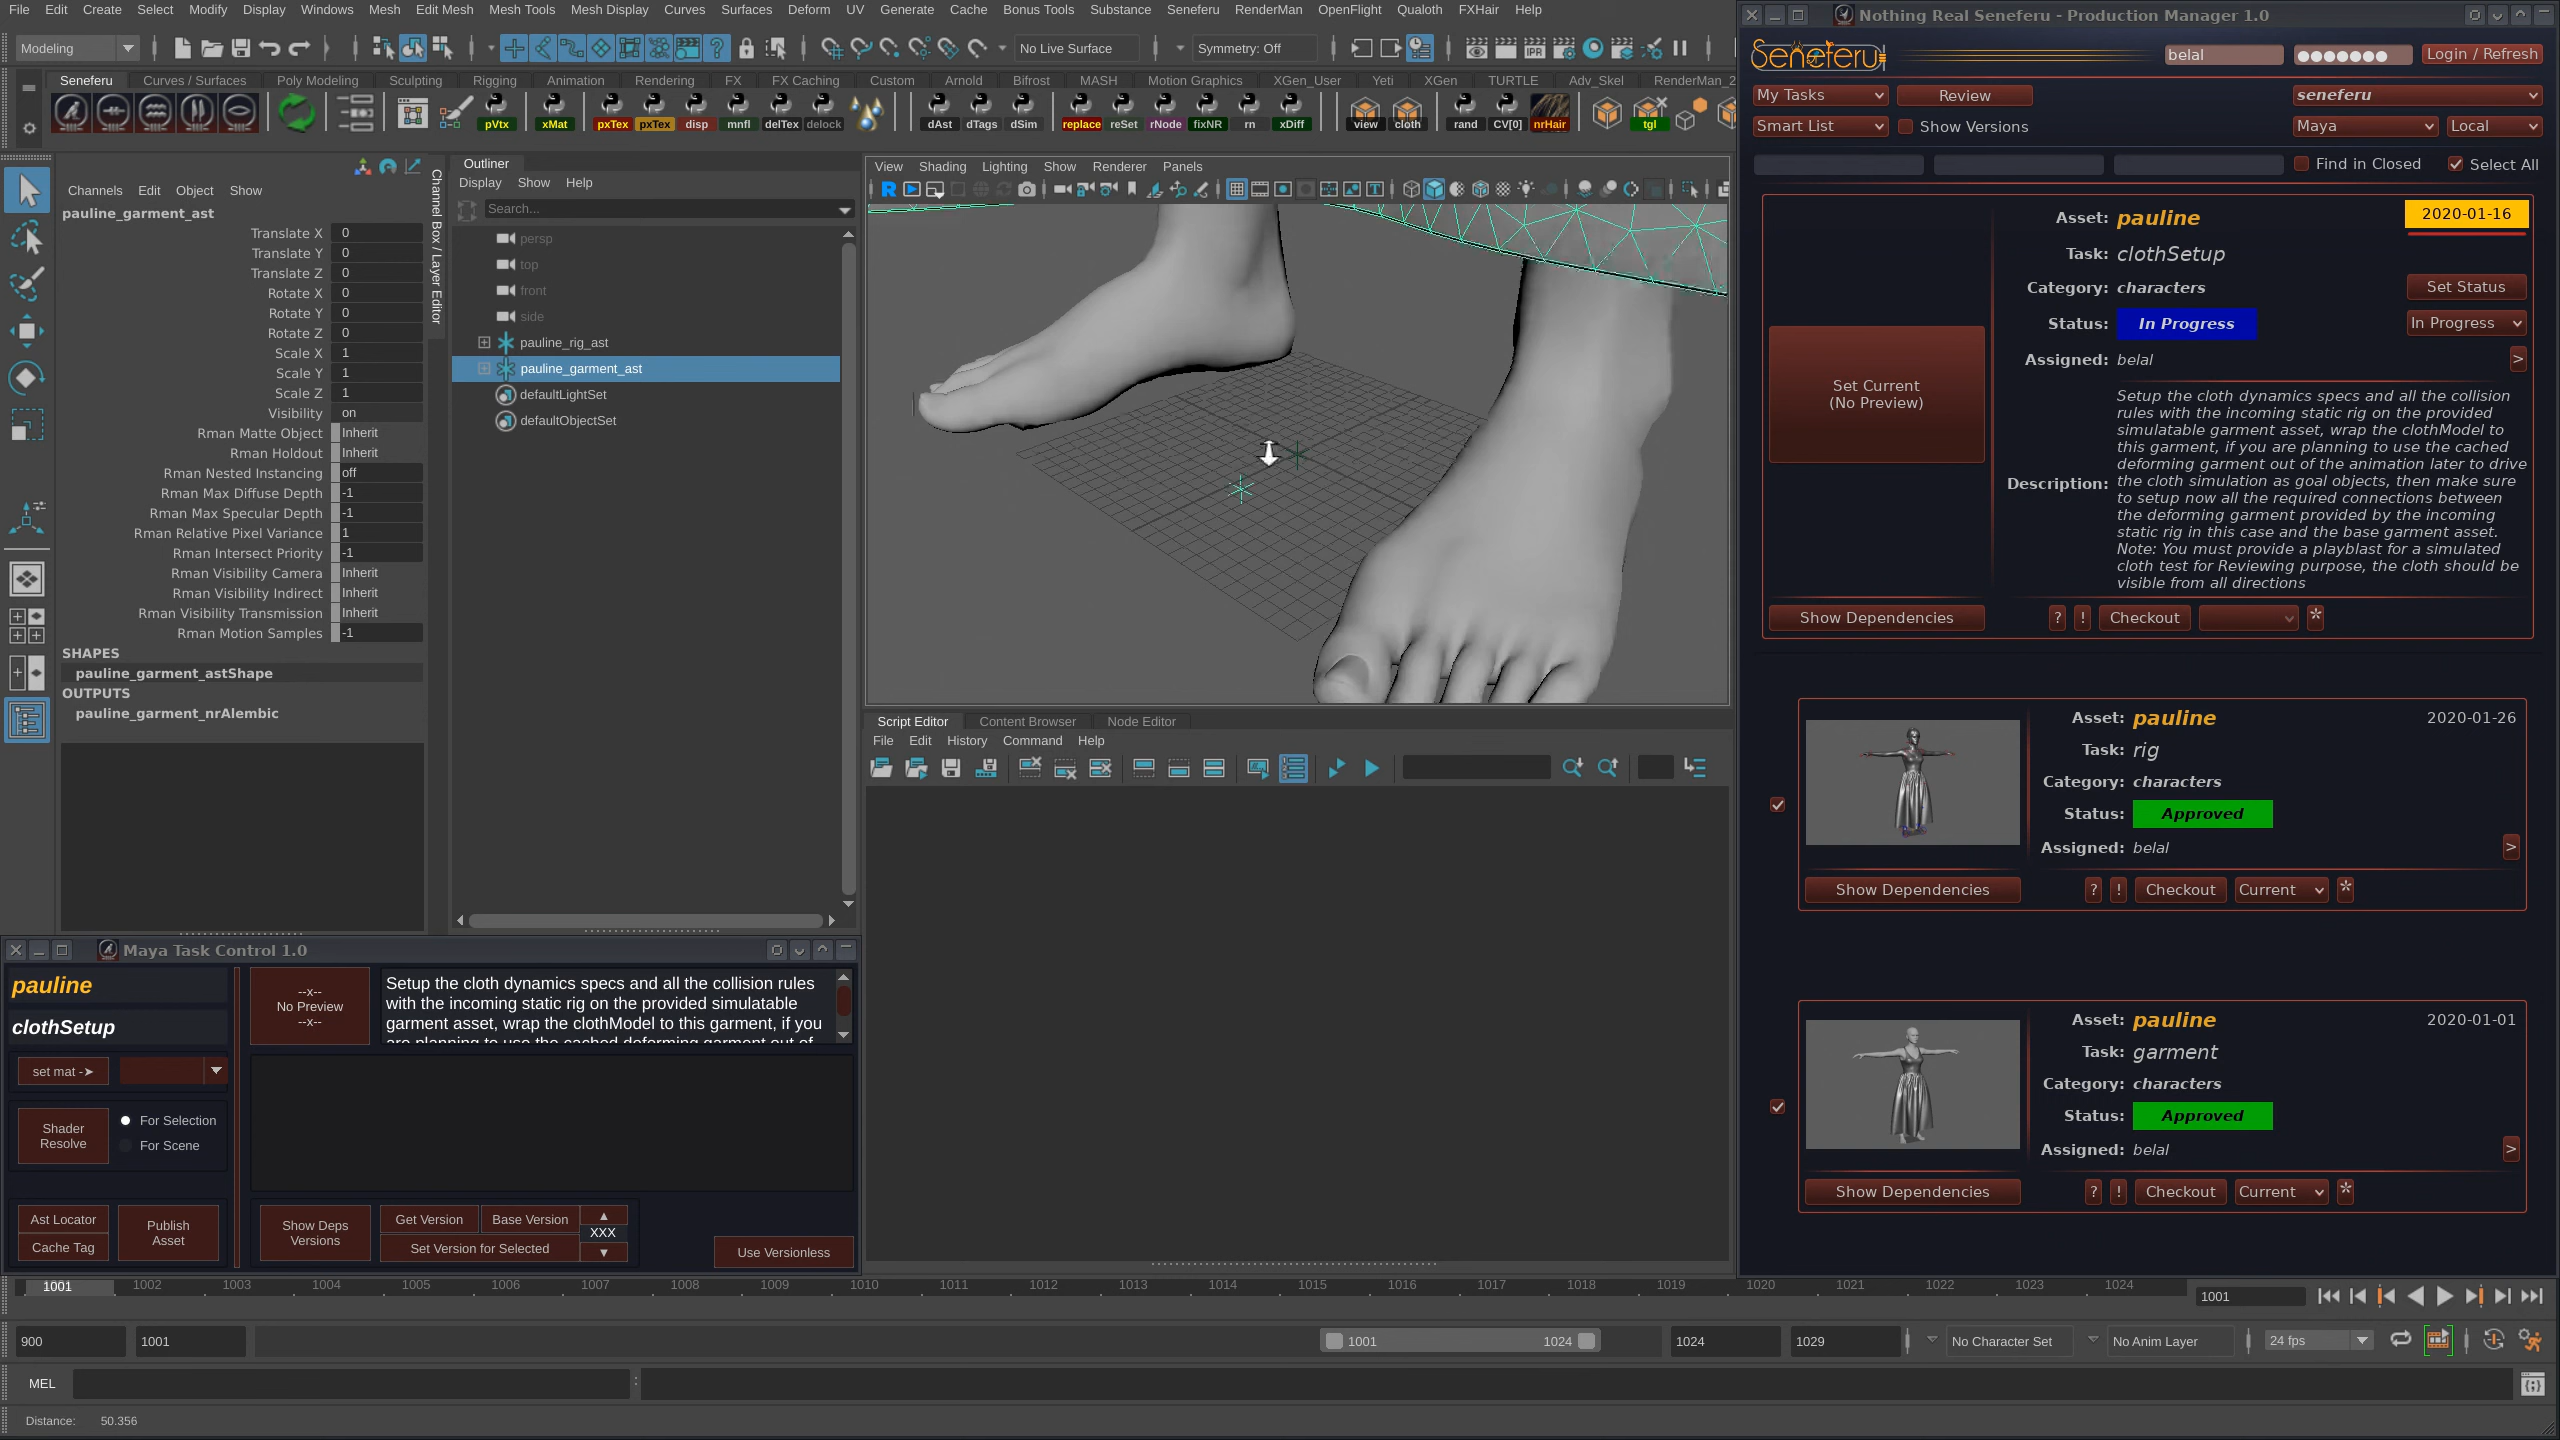 File Edit Create Select Modify Display Windows Mesh Edit Mesh Mesh Tools Mesh Display Curves Surfaces Deform UV Generate Cache Bonus Tools Substance Seneferu RenderMan OpenFlight Qualoth FXHair Help
Modeling
No Live Surface
Symmetry: Off
Seneferu Curves / Surfaces Poly Modeling Sculpting Rigging Animation Rendering FX FX Caching Custom Arnold Bifrost MASH Motion Graphics XGen_User Yeti XGen TURTLE Adv_Skel RenderMan_2
pVtx xMat pxTex pxTex disp mnfl delTex delock dAst dTags dSim replace reSet rNode fixNR rn xDiff view cloth rand CV[0] nrHair tgl
Channels Edit Object Show
pauline_garment_ast
Translate X 0
Translate Y 0
Translate Z 0
Rotate X 0
Rotate Y 0
Rotate Z 0
Scale X 1
Scale Y 1
Scale Z 1
Visibility on
Rman Matte Object Inherit
Rman Holdout Inherit
Rman Nested Instancing off
Rman Max Diffuse Depth -1
Rman Max Specular Depth -1
Rman Relative Pixel Variance 1
Rman Intersect Priority -1
Rman Visibility Camera Inherit
Rman Visibility Indirect Inherit
Rman Visibility Transmission Inherit
Rman Motion Samples -1
SHAPES
pauline_garment_astShape
OUTPUTS
pauline_garment_nrAlembic
Channel Box / Layer Editor
Outliner
Display Show Help
Search...
persp
top
front
side
pauline_rig_ast
pauline_garment_ast
defaultLightSet
defaultObjectSet
View Shading Lighting Show Renderer Panels
Script Editor Content Browser Node Editor
File Edit History Command Help
Maya Task Control 1.0
pauline
clothSetup
set mat ->
Shader
Resolve
For Selection
For Scene
Ast Locator
Cache Tag
Publish
Asset
--x--
No Preview
--x--
Setup the cloth dynamics specs and all the collision rules
with the incoming static rig on the provided simulatable
garment asset, wrap the clothModel to this garment, if you
are planning to use the cached deforming garment out of
Show Deps
Versions
Get Version Base Version
Set Version for Selected
XXX
Use Versionless
Nothing Real Seneferu - Production Manager 1.0
Seneferu
belal
Login / Refresh
My Tasks Review seneferu
Smart List Show Versions Maya Local
Find in Closed Select All
Asset: pauline 2020-01-16
Task: clothSetup
Category: characters Set Status
Status: In Progress In Progress
Assigned: belal >
Set Current
(No Preview)
Description:
Setup the cloth dynamics specs and all the collision
rules with the incoming static rig on the provided
simulatable garment asset, wrap the clothModel to
this garment, if you are planning to use the cached
deforming garment out of the animation later to drive
the cloth simulation as goal objects, then make sure
to setup now all the required connections between
the deforming garment provided by the incoming
static rig in this case and the base garment asset.
Note: You must provide a playblast for a simulated
cloth test for Reviewing purpose, the cloth should be
visible from all directions
Show Dependencies ? ! Checkout *
Asset: pauline 2020-01-26
Task: rig
Category: characters
Status: Approved
Assigned: belal >
Show Dependencies ? ! Checkout Current *
Asset: pauline 2020-01-01
Task: garment
Category: characters
Status: Approved
Assigned: belal >
Show Dependencies ? ! Checkout Current *
1001 1002 1003 1004 1005 1006 1007 1008 1009 1010 1011 1012 1013 1014 1015 1016 1017 1018 1019 1020 1021 1022 1023 1024 1001
900 1001 1001 1024 1024 1029 No Character Set No Anim Layer 24 fps
MEL
Distance: 50.356